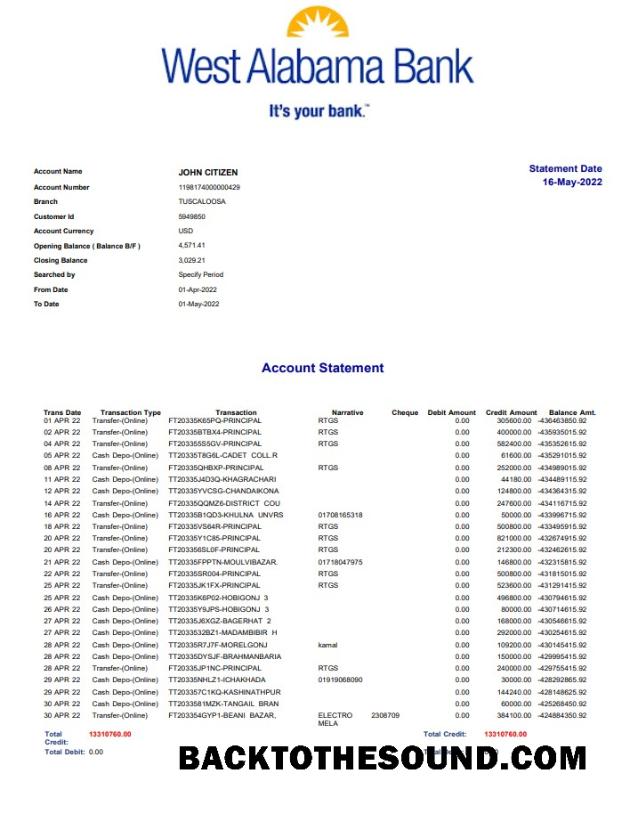 West Alabama Bank
It's your bank.™
Account Name JOHN CITIZEN
Statement Date
16-May-2022
Account Number 1198174000000429
Branch TUSCALOOSA
Customer Id 5949850
Account Currency USD
Opening Balance ( Balance B/F ) 4,571.41
Closing Balance 3,029.21
Searched by Specify Period
From Date 01-Apr-2022
To Date 01-May-2022
Account Statement
Trans Date Transaction Type Transaction Narrative Cheque Debit Amount Credit Amount Balance Amt.
01 APR 22 Transfer-(Online) FT20335K65PQ-PRINCIPAL RTGS 0.00 305600.00 -436463850.92
02 APR 22 Transfer-(Online) FT20335BTBX4-PRINCIPAL RTGS 0.00 400000.00 -435935015.92
04 APR 22 Transfer-(Online) FT20335S5GV-PRINCIPAL RTGS 0.00 582400.00 -435352615.92
05 APR 22 Cash Depo-(Online) TT20335T8G6L-CADET COLL.R 0.00 61600.00 -435291015.92
08 APR 22 Transfer-(Online) FT20335QHBXP-PRINCIPAL RTGS 0.00 252000.00 -434989015.92
11 APR 22 Cash Depo-(Online) TT20335J4D3Q-KHAGRACHARI 0.00 44180.00 -434489115.92
12 APR 22 Cash Depo-(Online) TT20335YVCSG-CHANDAIKONA 0.00 124800.00 -434364315.92
14 APR 22 Transfer-(Online) FT20335QQMZ6-DISTRICT COU 0.00 247600.00 -434116715.92
16 APR 22 Cash Depo-(Online) TT20335B1QD3-KHULNA UNVRS 01708165318 0.00 50000.00 -433996715.92
18 APR 22 Transfer-(Online) FT20335VS64R-PRINCIPAL RTGS 0.00 500800.00 -433495915.92
20 APR 22 Transfer-(Online) FT20335Y1C85-PRINCIPAL RTGS 0.00 821000.00 -432674915.92
20 APR 22 Transfer-(Online) FT203356SL0F-PRINCIPAL RTGS 0.00 212300.00 -432462615.92
21 APR 22 Cash Depo-(Online) TT20335FPPTN-MOULVIBAZAR. 01718047975 0.00 146800.00 -432315815.92
22 APR 22 Transfer-(Online) FT20335SR004-PRINCIPAL RTGS 0.00 500800.00 -431815015.92
25 APR 22 Transfer-(Online) FT20335JK1FX-PRINCIPAL RTGS 0.00 523600.00 -431291415.92
25 APR 22 Cash Depo-(Online) TT20335K6P02-HOBIGONJ 3 0.00 496800.00 -430794615.92
26 APR 22 Cash Depo-(Online) TT20335Y9JPS-HOBIGONJ 3 0.00 80000.00 -430714615.92
27 APR 22 Cash Depo-(Online) TT20335J6XGZ-BAGERHAT 2 0.00 168000.00 -430546615.92
27 APR 22 Cash Depo-(Online) TT2033532BZ1-MADAMBIBIR H 0.00 292000.00 -430254615.92
28 APR 22 Cash Depo-(Online) TT20335R7J7F-MORELGONJ kamal 0.00 109200.00 -430145415.92
28 APR 22 Cash Depo-(Online) TT20335DYSJF-BRAHMANBARIA 0.00 150000.00 -429995415.92
28 APR 22 Transfer-(Online) FT20335JP1NC-PRINCIPAL RTGS 0.00 240000.00 -429755415.92
29 APR 22 Cash Depo-(Online) TT20335NHLZ1-ICHAKHADA 01919068090 0.00 30000.00 -428292865.92
29 APR 22 Cash Depo-(Online) TT203357C1KQ-KASHINATHPUR 0.00 144240.00 -428148625.92
30 APR 22 Cash Depo-(Online) TT2033581MZK-TANGAIL BRAN 0.00 60000.00 -425268450.92
30 APR 22 Transfer-(Online) FT203354GYP1-BEANI BAZAR, ELECTRO MELA 2308709 0.00 384100.00 -424884350.92
Total Credit: 13310760.00 Total Credit: 13310760.00
Total Debit: 0.00
BACKTOTHESOUND.COM